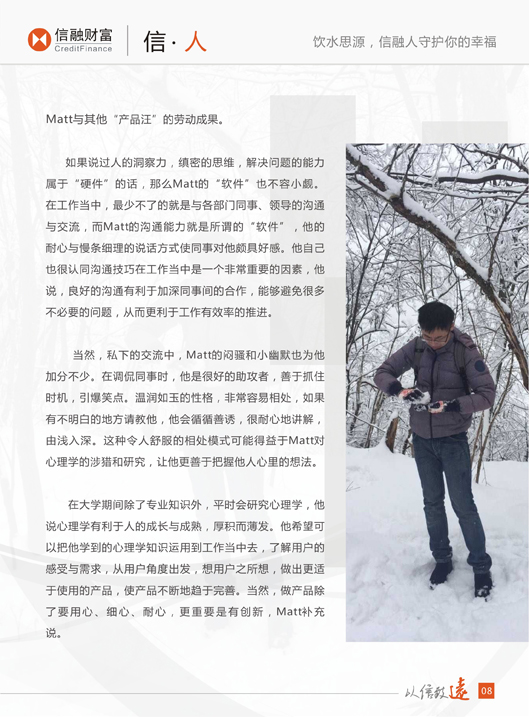 信融财富
CreditFinance
信·人
饮水思源，信融人守护你的幸福
Matt与其他“产品汪”的劳动成果。
如果说过人的洞察力，缜密的思维，解决问题的能力
属于“硬件”的话，那么Matt的“软件”也不容小觑。
在工作当中，最少不了的就是与各部门同事、领导的沟通
与交流，而Matt的沟通能力就是所谓的“软件”，他的
耐心与慢条细理的说话方式使同事对他颇具好感。他自己
也很认同沟通技巧在工作当中是一个非常重要的因素，他
说，良好的沟通有利于加深同事间的合作，能够避免很多
不必要的问题，从而更利于工作有效率的推进。
当然，私下的交流中，Matt的闷骚和小幽默也为他
加分不少。在调侃同事时，他是很好的助攻者，善于抓住
时机，引爆笑点。温润如玉的性格，非常容易相处，如果
有不明白的地方请教他，他会循循善诱，很耐心地讲解，
由浅入深。这种令人舒服的相处模式可能得益于Matt对
心理学的涉猎和研究，让他更善于把握他人心里的想法。
在大学期间除了专业知识外，平时会研究心理学，他
说心理学有利于人的成长与成熟，厚积而薄发。他希望可
以把他学到的心理学知识运用到工作当中去，了解用户的
感受与需求，从用户角度出发，想用户之所想，做出更适
于使用的产品，使产品不断地趋于完善。当然，做产品除
了要用心、细心、耐心，更重要是有创新，Matt补充
说。
以信致远
08